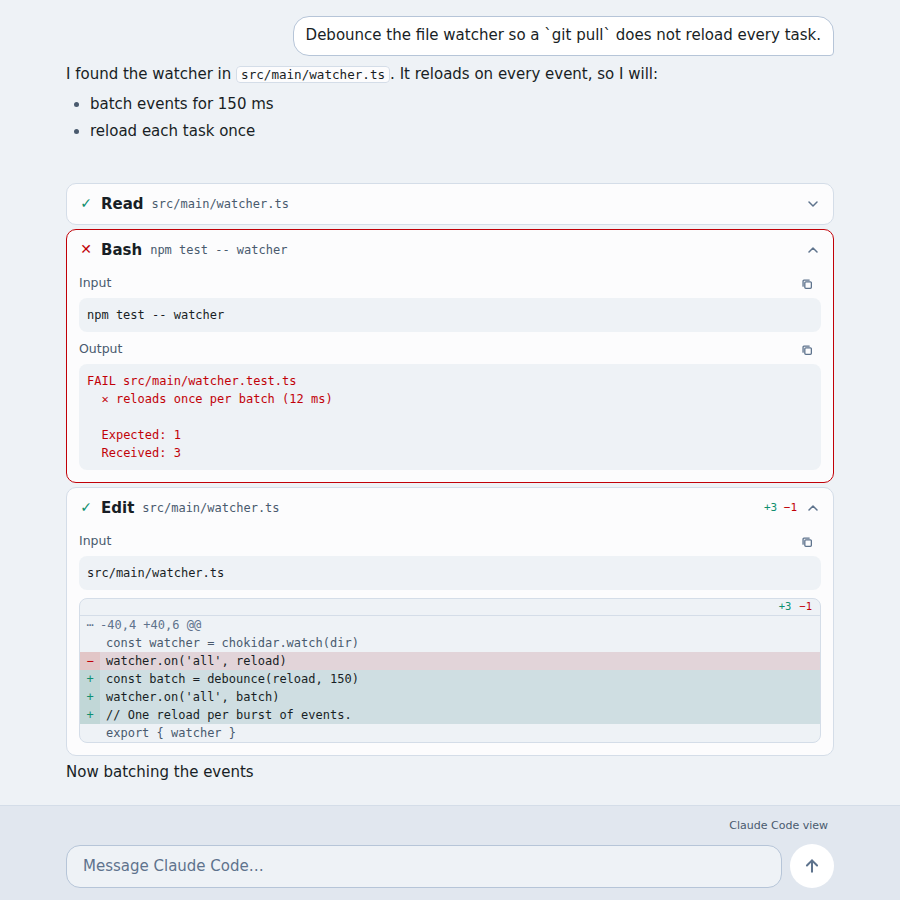 Debounce the file watcher so a `git pull` does not reload every task.
I found the watcher in src/main/watcher.ts. It reloads on every event, so I will:
• batch events for 150 ms
• reload each task once
✓ Read src/main/watcher.ts
✕ Bash npm test -- watcher
Input
npm test -- watcher
Output
FAIL src/main/watcher.test.ts
✕ reloads once per batch (12 ms)
Expected: 1
Received: 3
✓ Edit src/main/watcher.ts +3 −1
Input
src/main/watcher.ts
+3 −1
⋯ -40,4 +40,6 @@
const watcher = chokidar.watch(dir)
− watcher.on('all', reload)
+ const batch = debounce(reload, 150)
+ watcher.on('all', batch)
+ // One reload per burst of events.
export { watcher }
Now batching the events
Claude Code view
Message Claude Code…